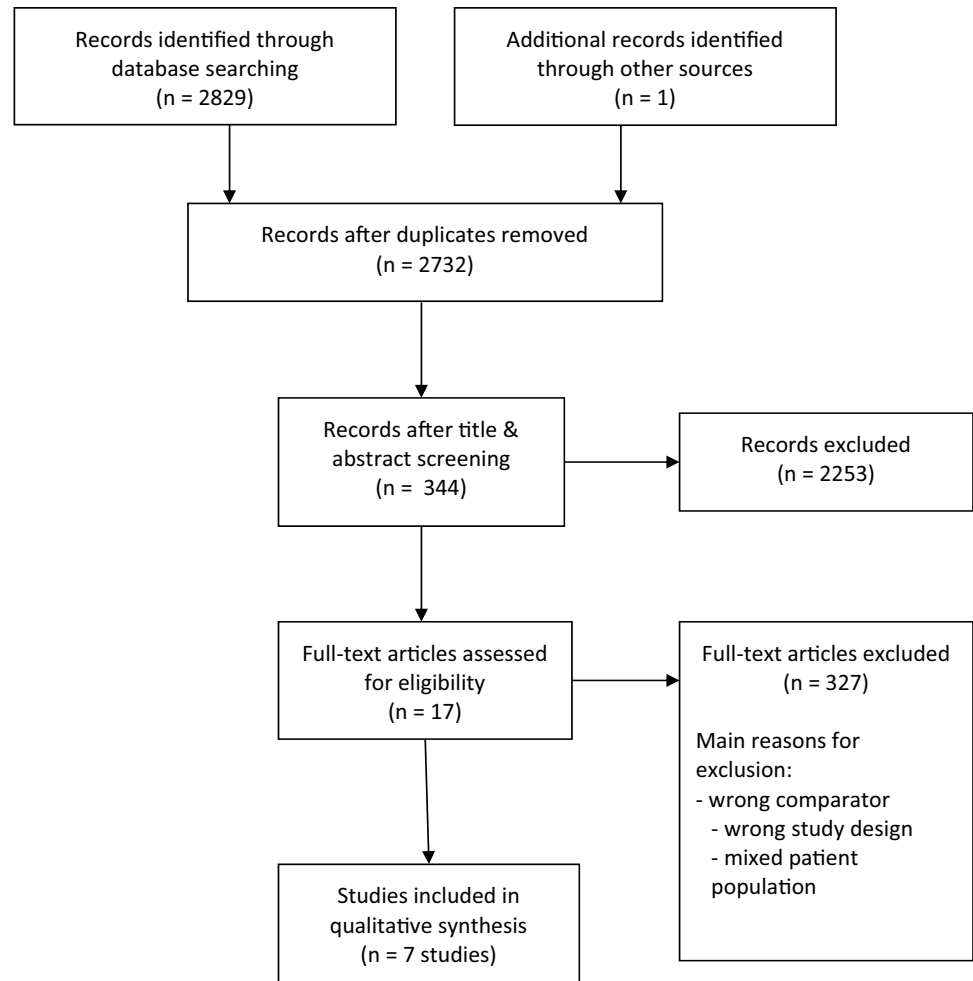 Records identified through
database searching
(n = 2829)
Additional records identified
through other sources
(n = 1)
Records after duplicates removed
(n = 2732)
Records after title &
abstract screening
(n = 344)
Records excluded
(n = 2253)
Full-text articles assessed
for eligibility
(n = 17)
Full-text articles excluded
(n = 327)
Main reasons for
exclusion:
- wrong comparator
- wrong study design
- mixed patient
population
Studies included in
qualitative synthesis
(n = 7 studies)